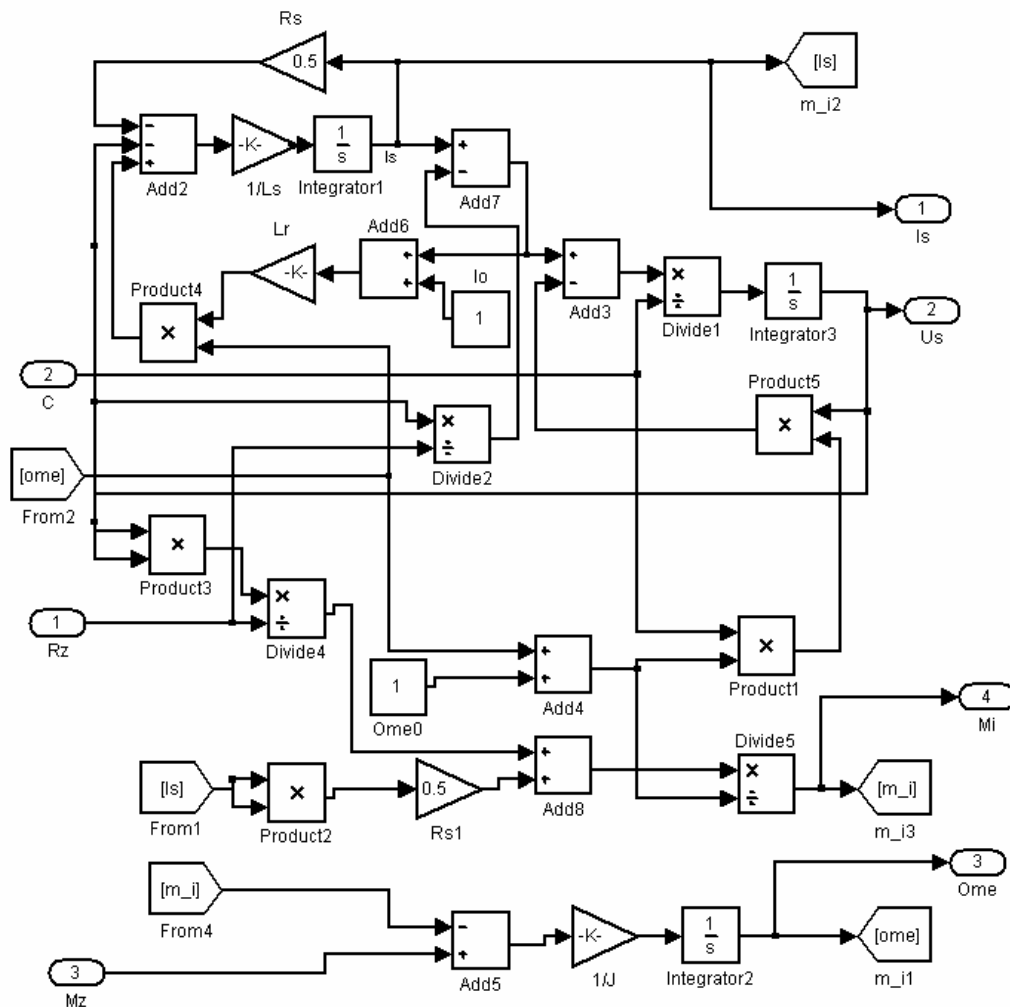 Rs
0.5
[Is]
m_i2
- - +
Add2
-K-
1/Ls
1/s
Integrator1
Is
+ -
Add7
1
Is
Lr
-K-
Add6
+ +
Io
1
+ -
Add3
× ÷
Divide1
1/s
Integrator3
2
Us
Product4
×
2
C
Product5
×
× ÷
Divide2
[ome]
From2
×
Product3
1
Rz
× ÷
Divide4
1
Ome0
+ +
Add4
×
Product1
4
Mi
[Is]
From1
×
Product2
0.5
Rs1
+ +
Add8
Divide5
× ÷
[m_i]
m_i3
[m_i]
From4
3
Mz
- +
Add5
-K-
1/J
1/s
Integrator2
3
Ome
[ome]
m_i1